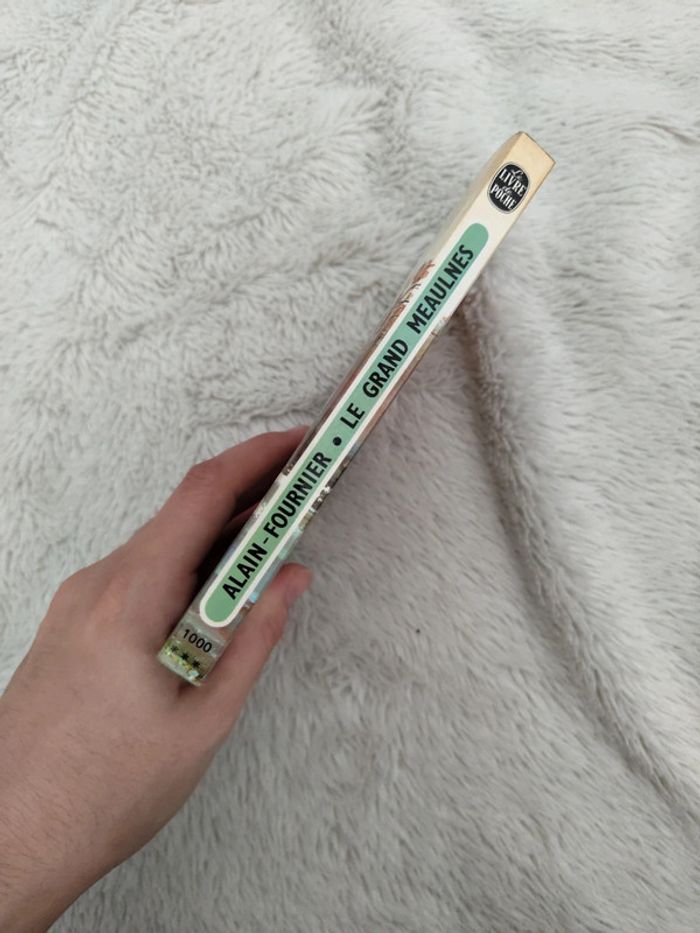 Le
LIVRE
de
POCHE
ALAIN-FOURNIER • LE GRAND MEAULNES
1000
***